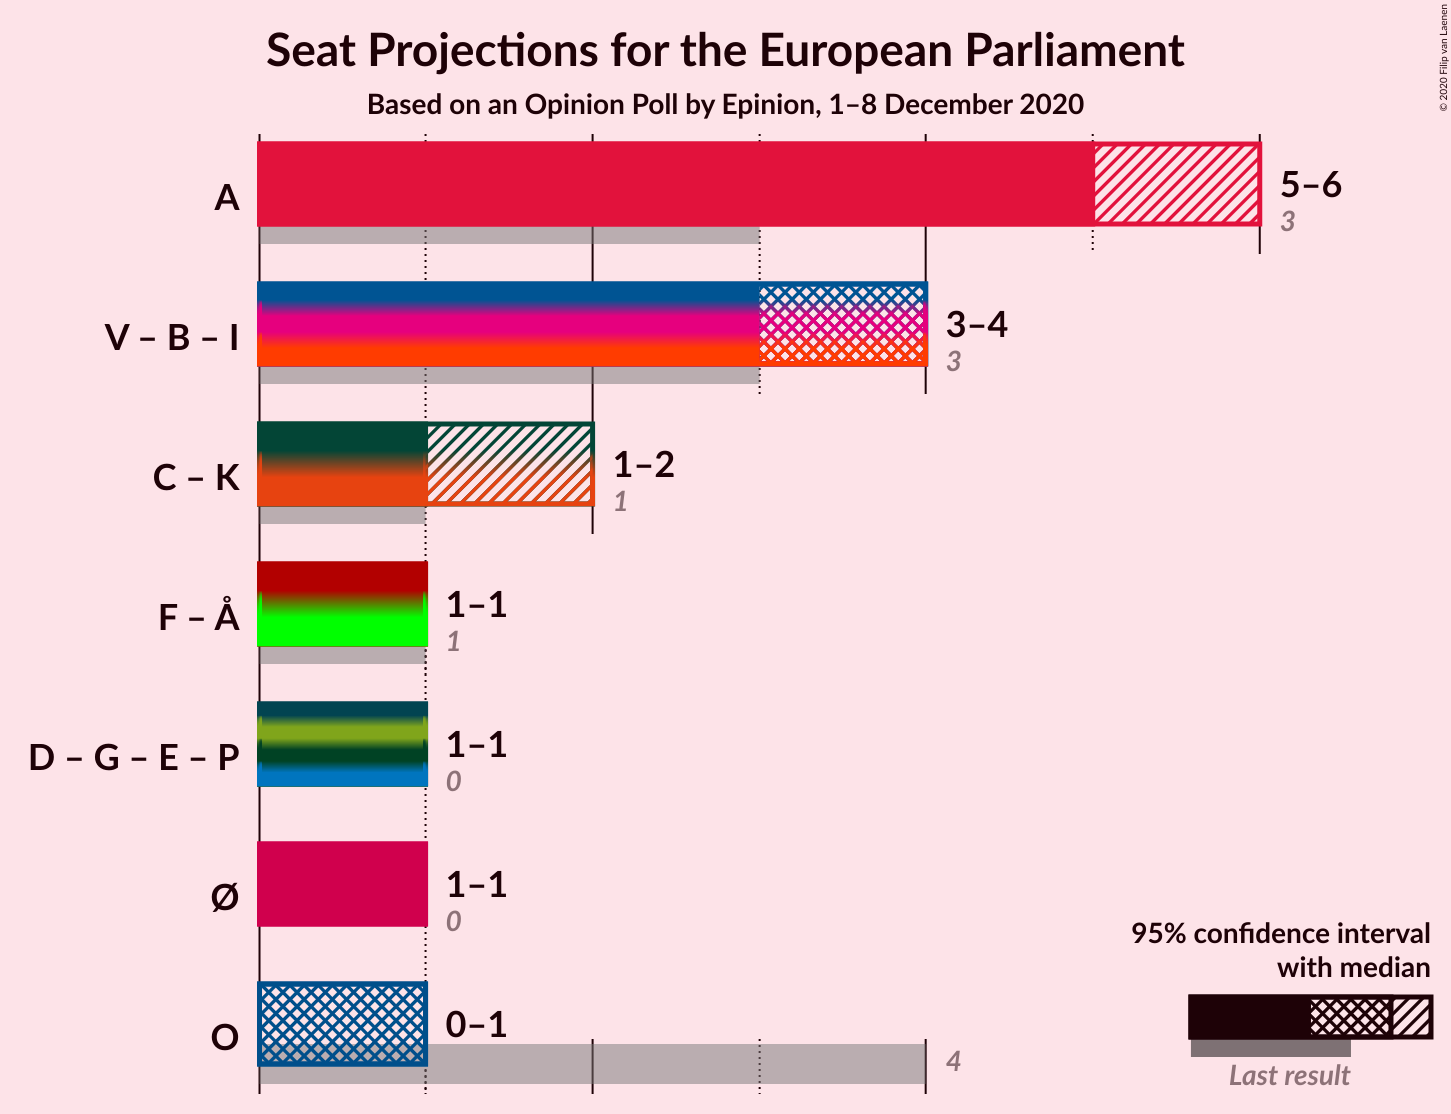 Seat Projections for the European Parliament
Based on an Opinion Poll by Epinion, 1–8 December 2020
© 2020 Filip van Laenen
A
5–6
3
V – B – I
3–4
3
C – K
1–2
1
F – Å
1–1
1
D – G – E – P
1–1
0
Ø
1–1
0
O
0–1
4
95% confidence interval
with median
Last result